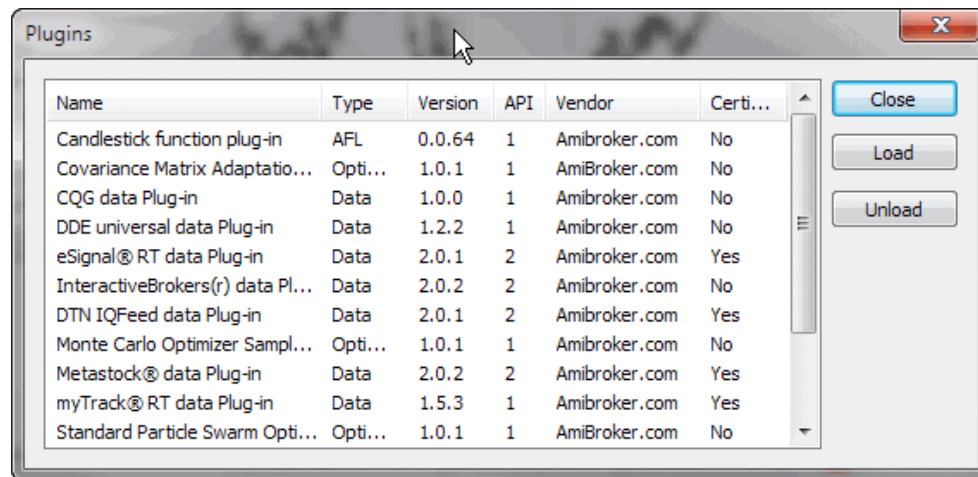 Plugins
Name Type Version API Vendor Certi...
Candlestick function plug-in AFL 0.0.64 1 Amibroker.com No
Covariance Matrix Adaptatio... Opti... 1.0.1 1 AmiBroker.com No
CQG data Plug-in Data 1.0.0 1 Amibroker.com No
DDE universal data Plug-in Data 1.2.2 1 Amibroker.com No
eSignal® RT data Plug-in Data 2.0.1 2 Amibroker.com Yes
InteractiveBrokers(r) data Pl... Data 2.0.2 2 Amibroker.com No
DTN IQFeed data Plug-in Data 2.0.1 2 Amibroker.com Yes
Monte Carlo Optimizer Sampl... Opti... 1.0.1 1 Amibroker.com No
Metastock® data Plug-in Data 2.0.2 2 Amibroker.com Yes
myTrack® RT data Plug-in Data 1.5.3 1 Amibroker.com Yes
Standard Particle Swarm Opti... Opti... 1.0.1 1 AmiBroker.com No
Close
Load
Unload